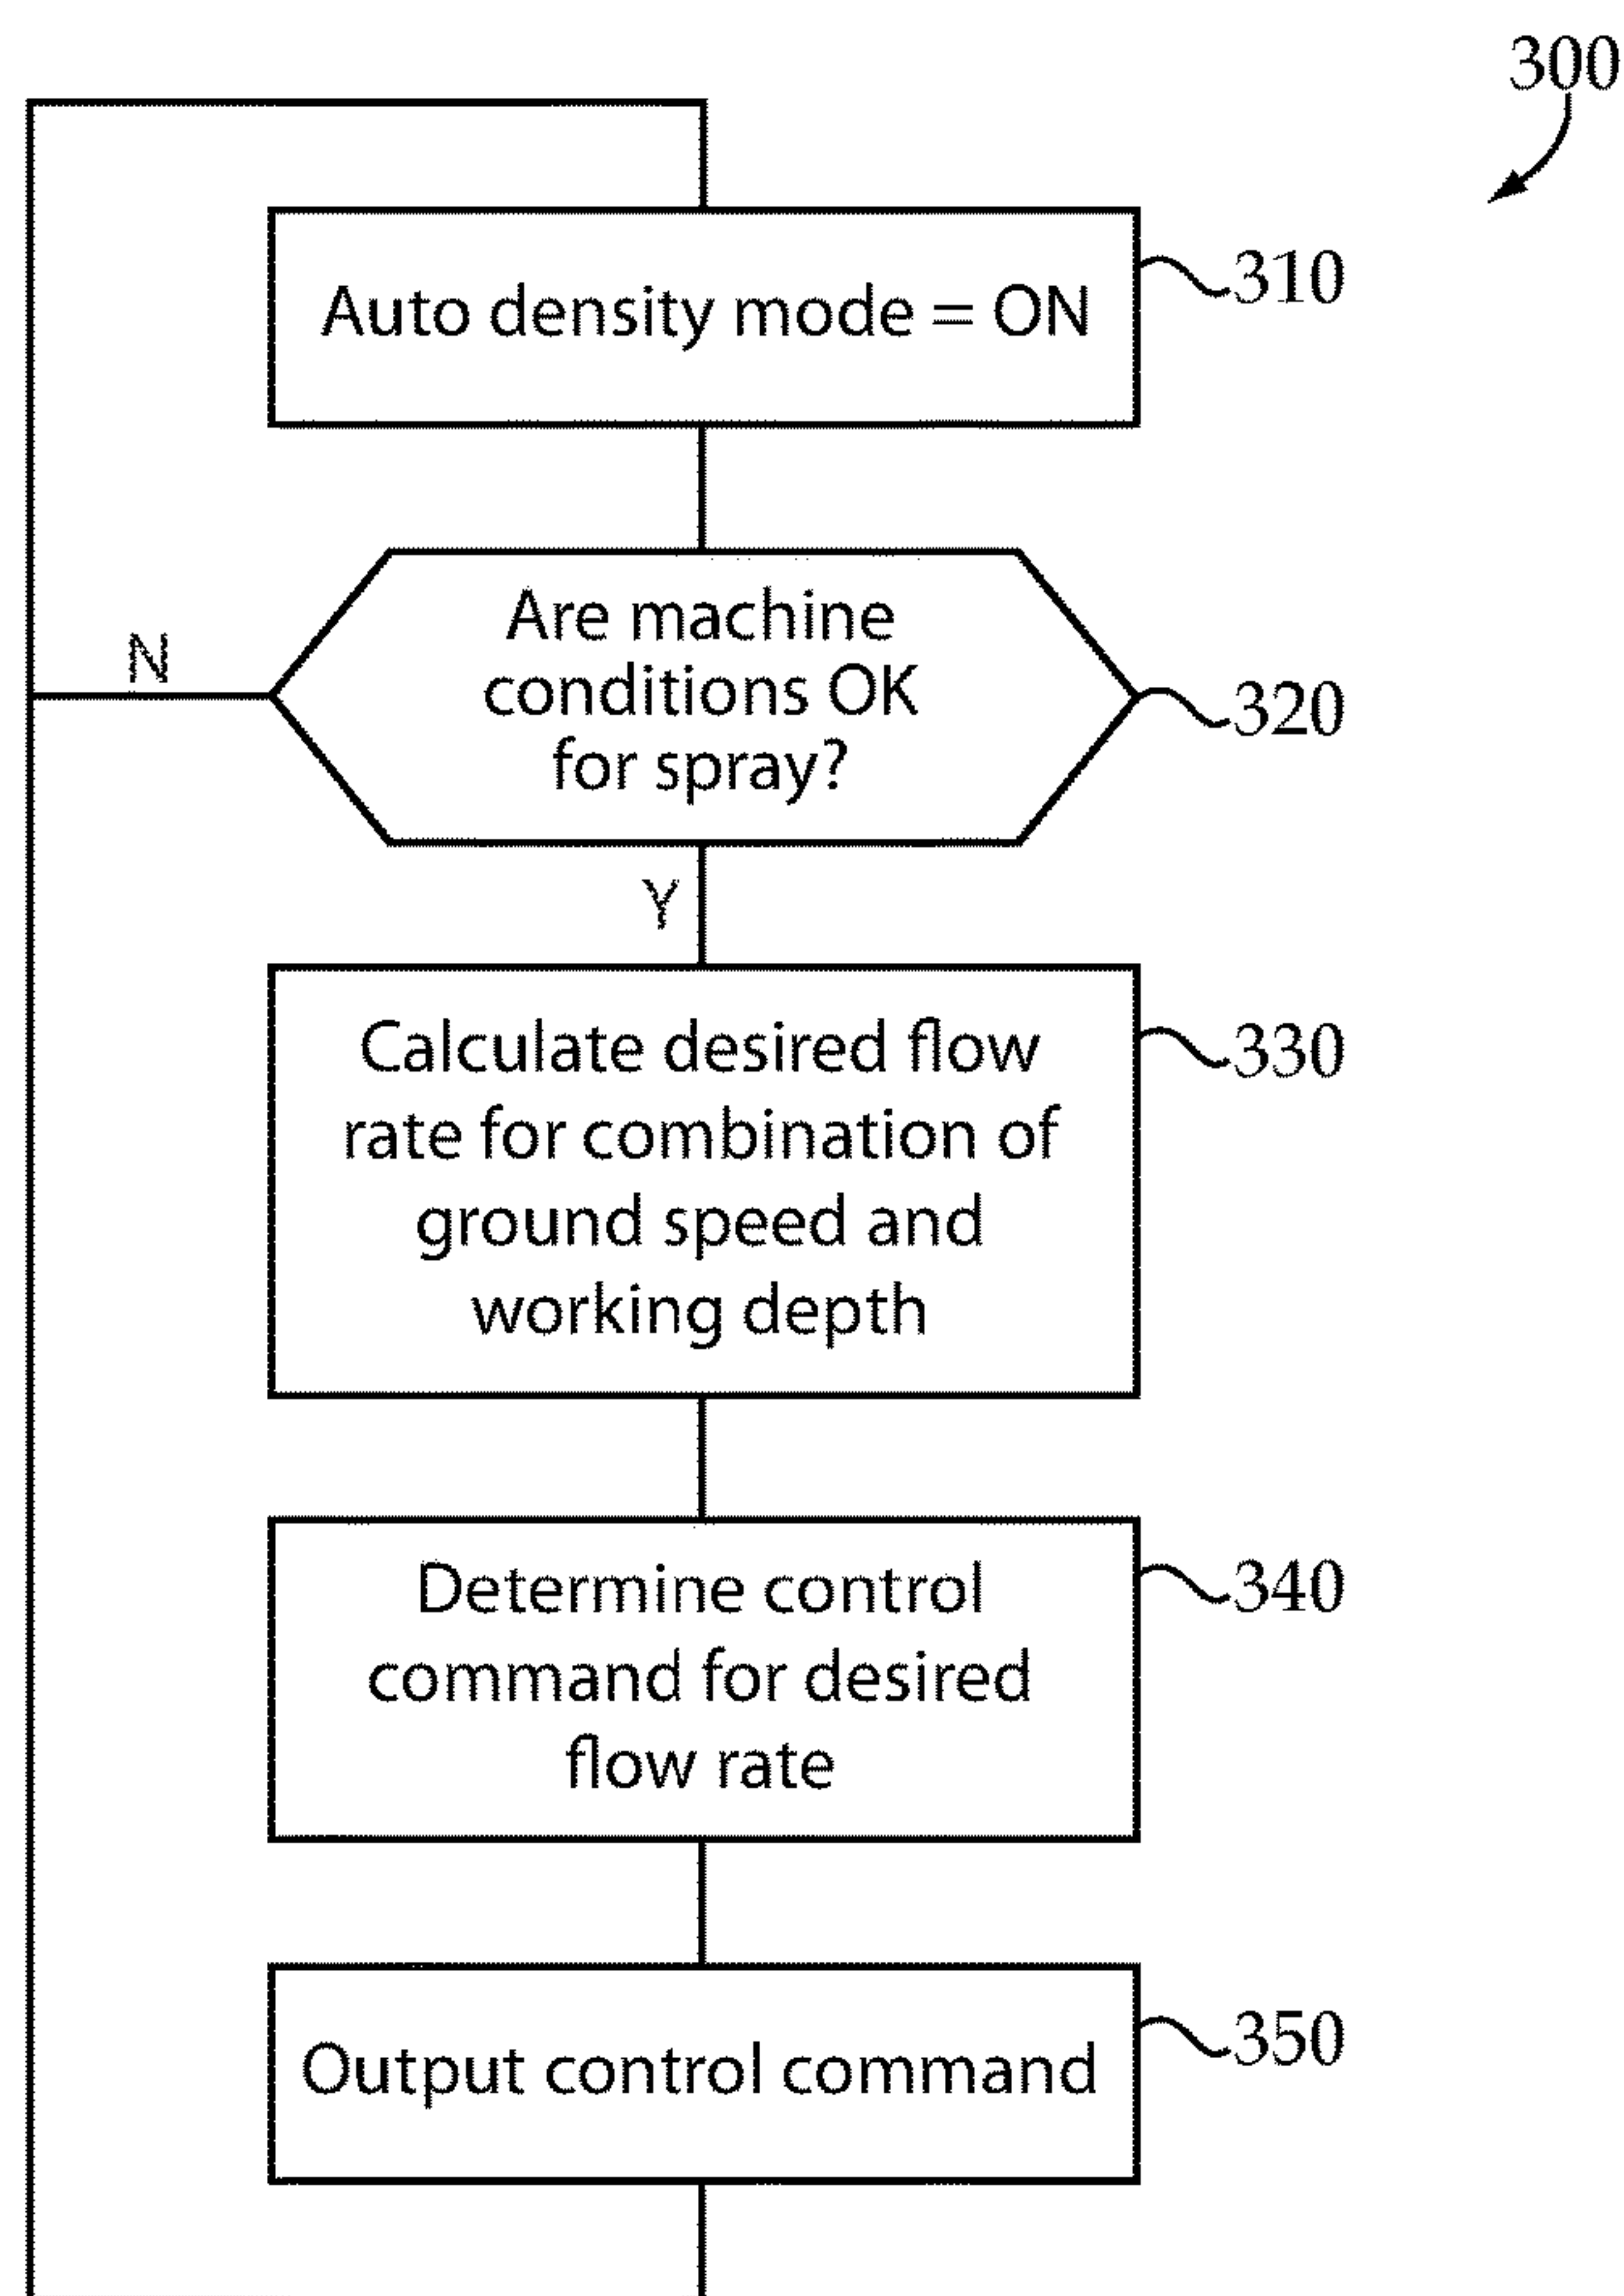 300
Auto density mode = ON
310
Are machine
conditions OK
for spray?
N
320
Y
Calculate desired flow
rate for combination of
ground speed and
working depth
330
Determine control
command for desired
flow rate
340
Output control command
350